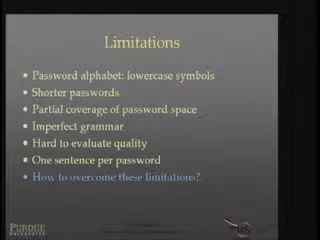 Limitations
Password alphabet: lowercase symbols
Shorter passwords
Partial coverage of password space
Imperfect grammar
Hard to evaluate quality
One sentence per password
How to overcome these limitations?
PURDUE
UNIVERSITY